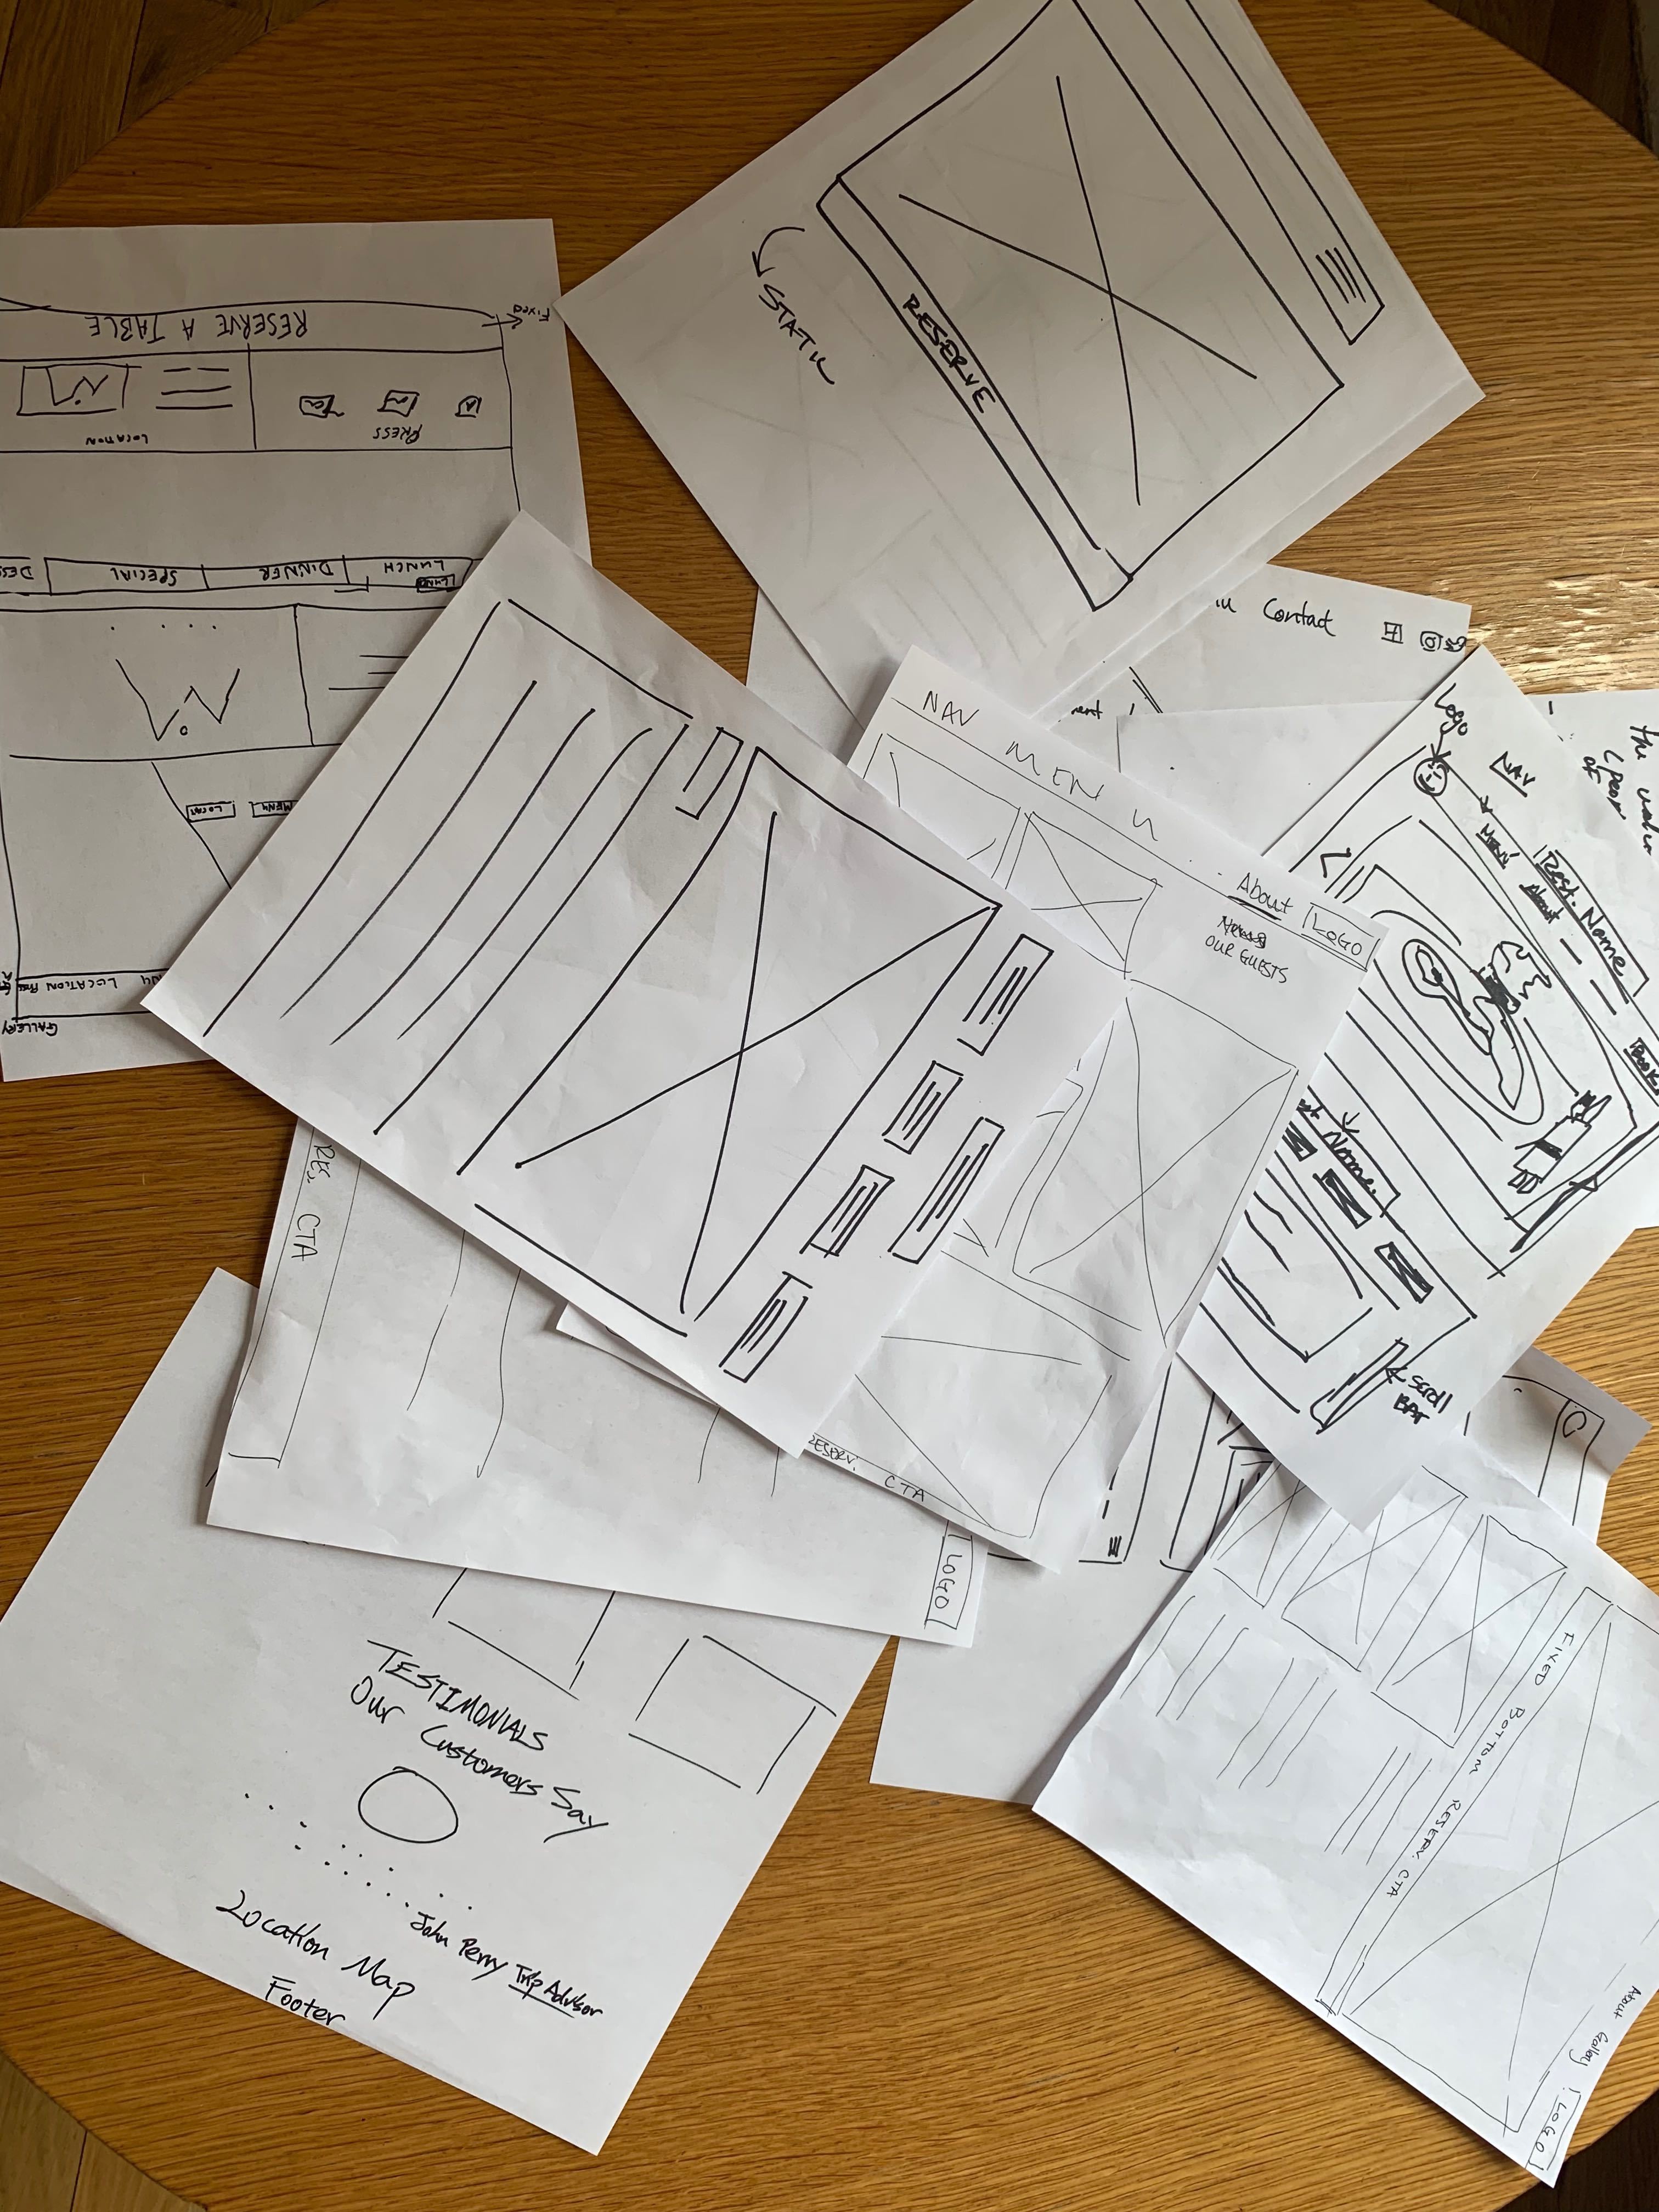 STATIC
RESERVE
Fixed
RESERVE A TABLE
LOCATION
PRESS
LUNCH
DINNER
SPECIAL
MENU
LOCATION
GALLERY
Contact
NAV MENU
About
LOGO
OUR GUESTS
RESERV. CTA
Logo
NAV
Rest. Name
MENU
About
Book
Name.
SCROLL
BAR
RES. CTA
LOGO
TESTIMONIALS
Our Customers Say
John Perry Trip Advisor
Location Map
Footer
FIXED BOTTOM RESERV. CTA
About Gallery
LOGO